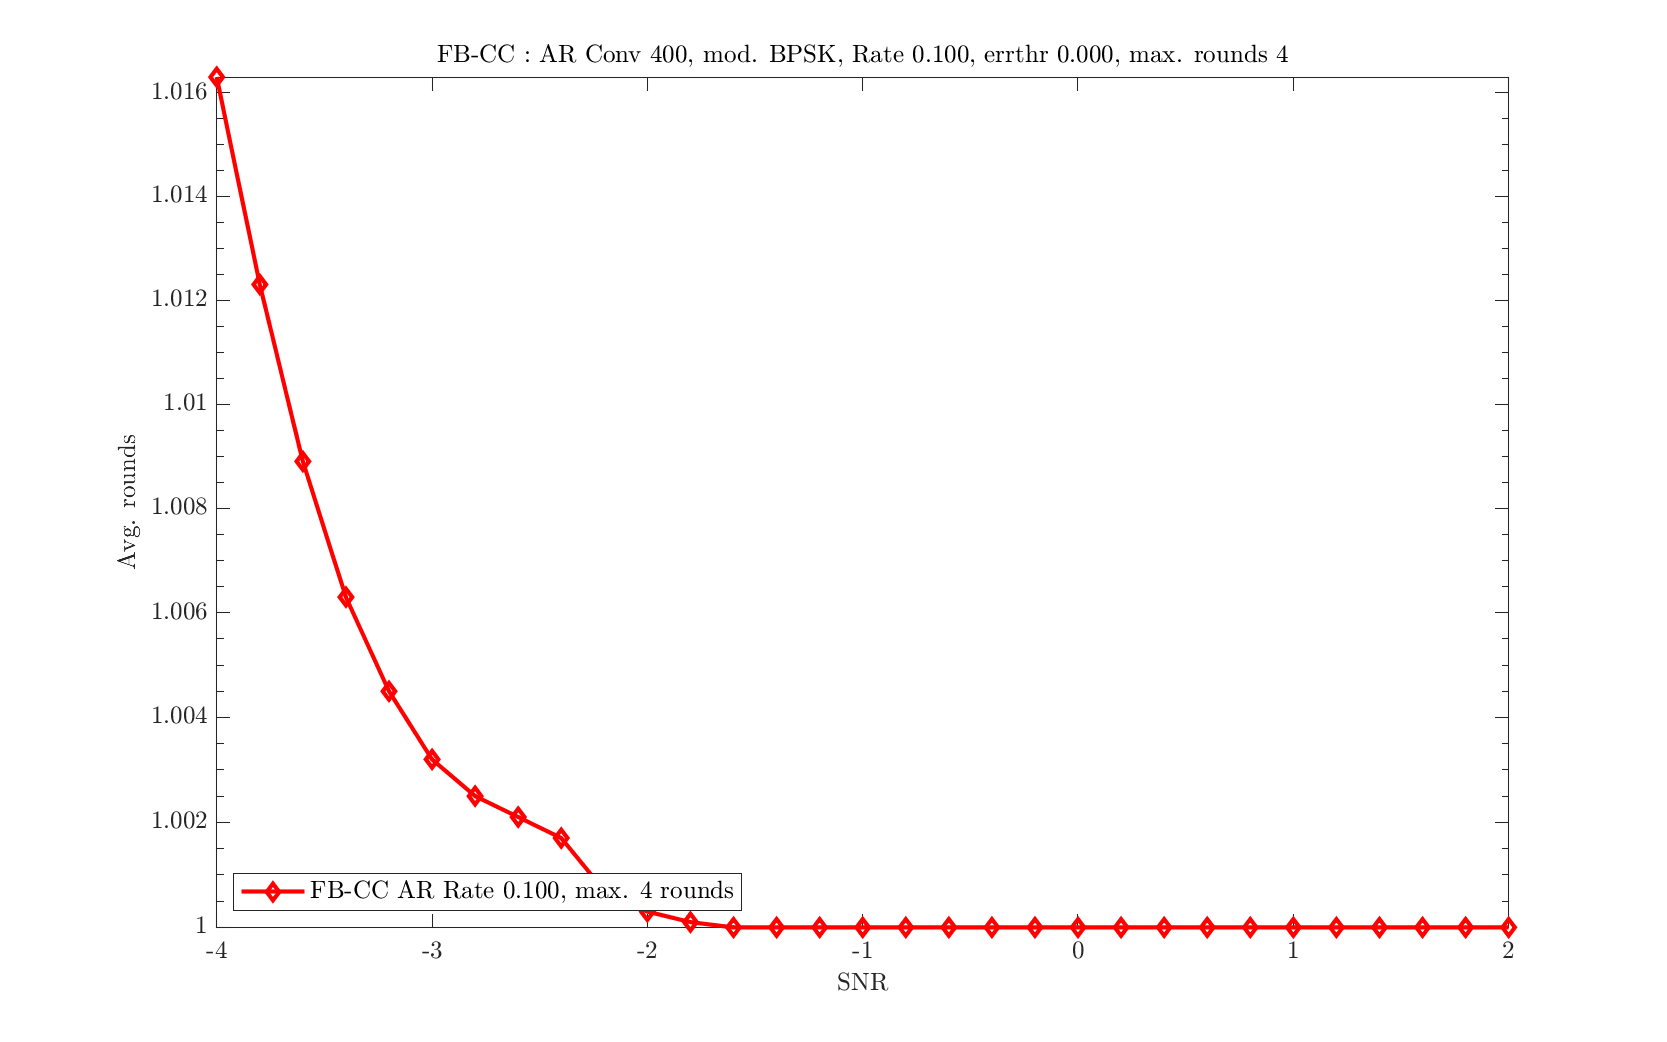 FB-CC : AR Conv 400, mod. BPSK, Rate 0.100, errthr 0.000, max. rounds 4
1.016
1.014
1.012
1.01
1.008
1.006
1.004
1.002
1
Avg. rounds
FB-CC AR Rate 0.100, max. 4 rounds
-4 -3 -2 -1 0 1 2
SNR